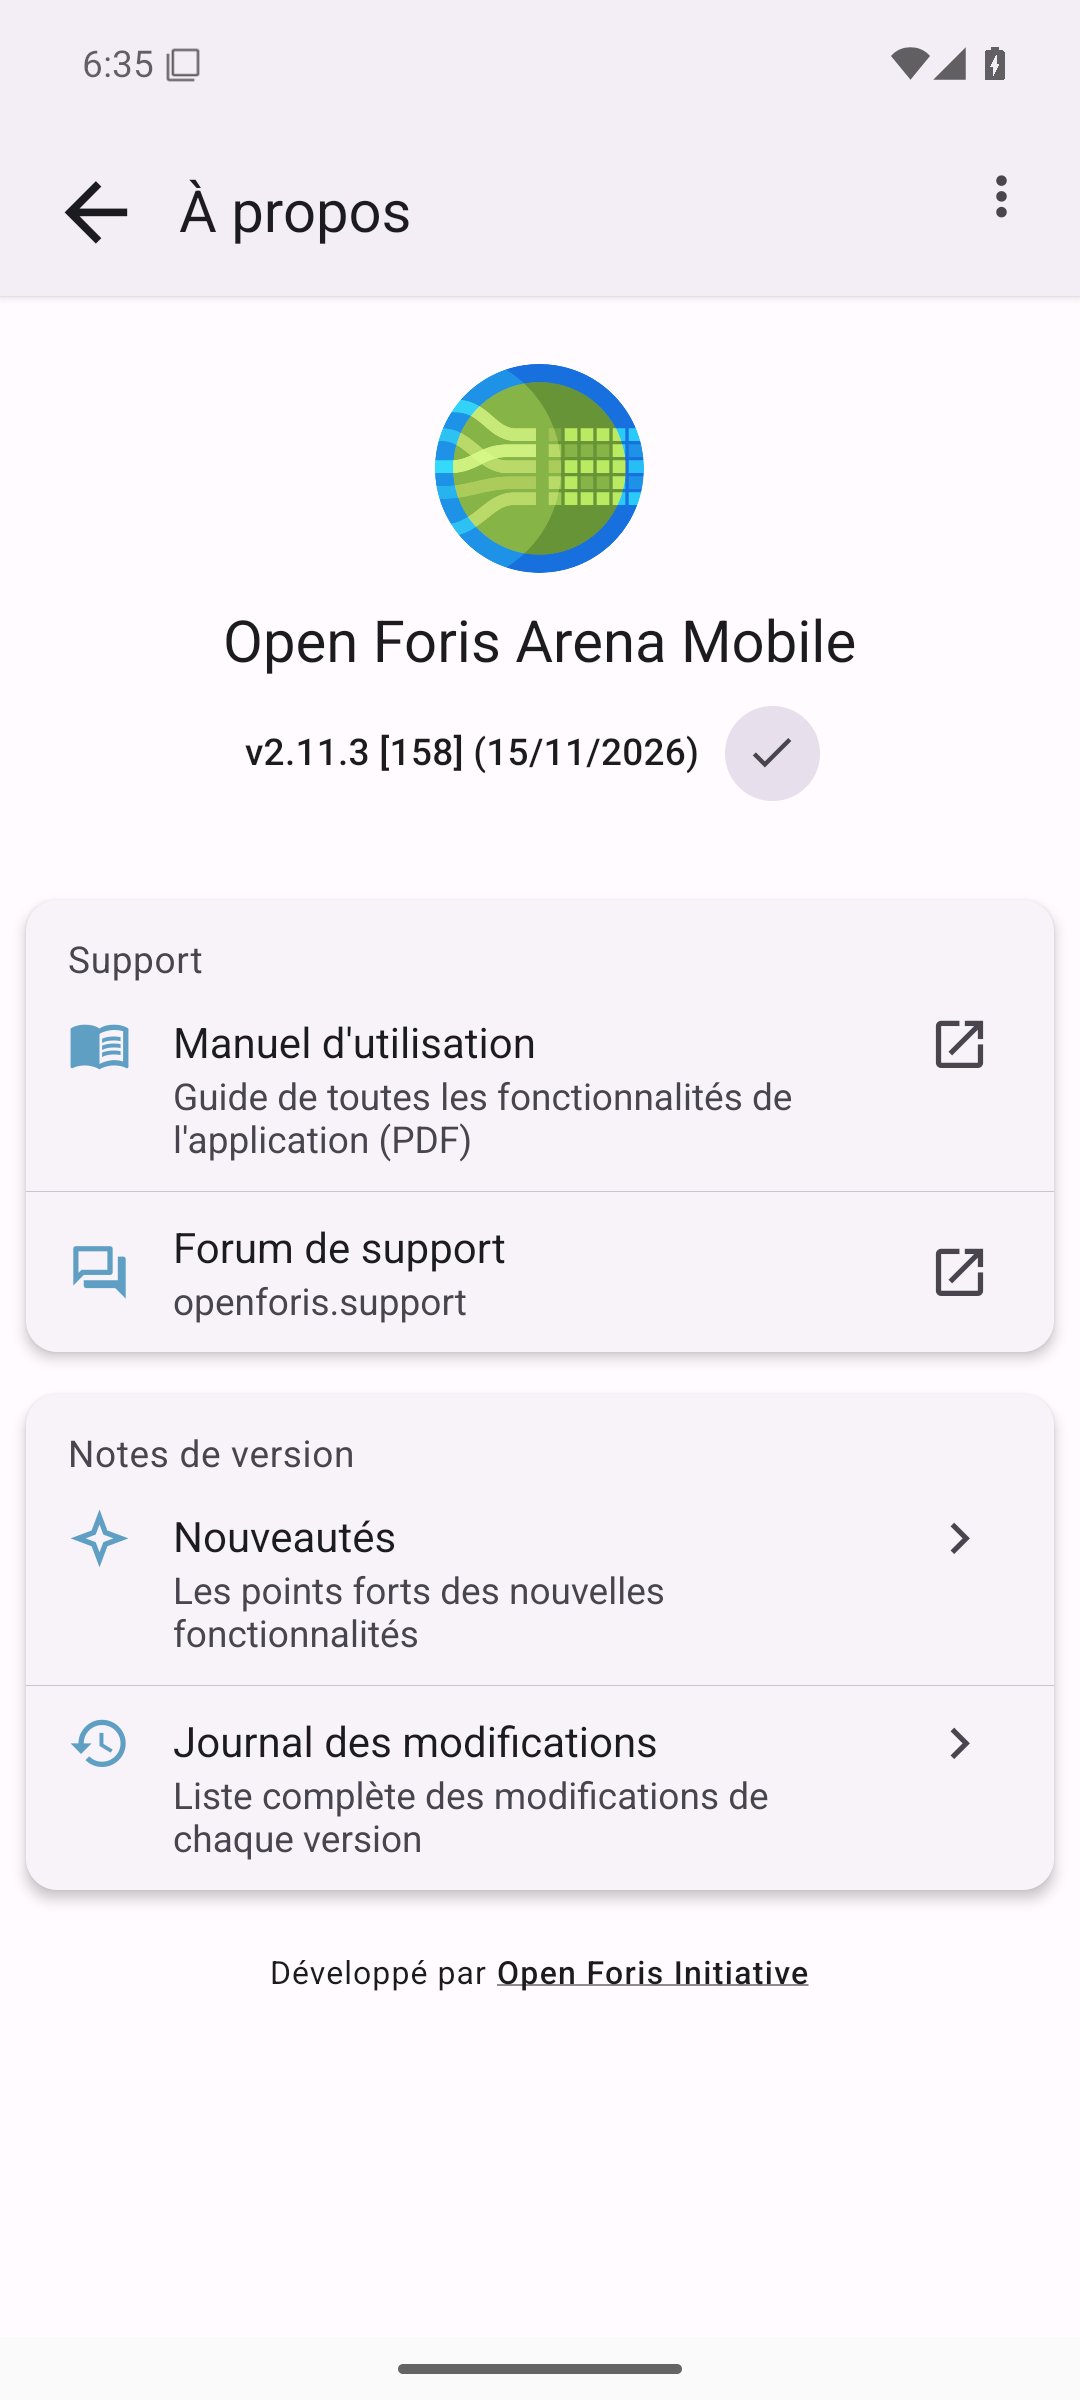 6:35
À propos
Open Foris Arena Mobile
v2.11.3 [158] (15/11/2026)
Support
Manuel d'utilisation
Guide de toutes les fonctionnalités de
l'application (PDF)
Forum de support
openforis.support
Notes de version
Nouveautés
Les points forts des nouvelles
fonctionnalités
Journal des modifications
Liste complète des modifications de
chaque version
Développé par Open Foris Initiative